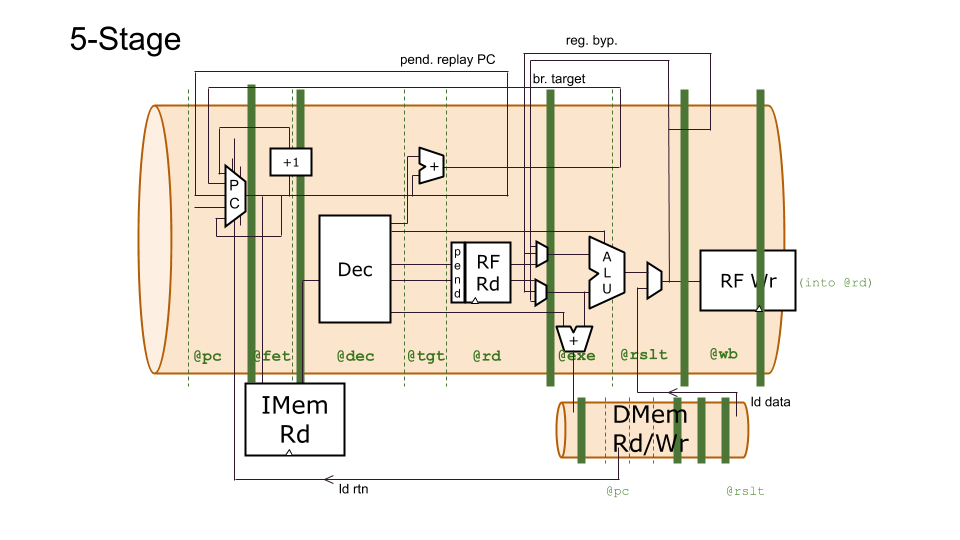 5-Stage
reg. byp.
pend. replay PC
br. target
+1
+
P
C
Dec
p
e
n
d
RF
Rd
A
L
U
RF Wr
(into @rd)
+
@pc
@fet
@dec
@tgt
@rd
@exe
@rslt
@wb
IMem
Rd
DMem
Rd/Wr
ld data
ld rtn
@pc
@rslt